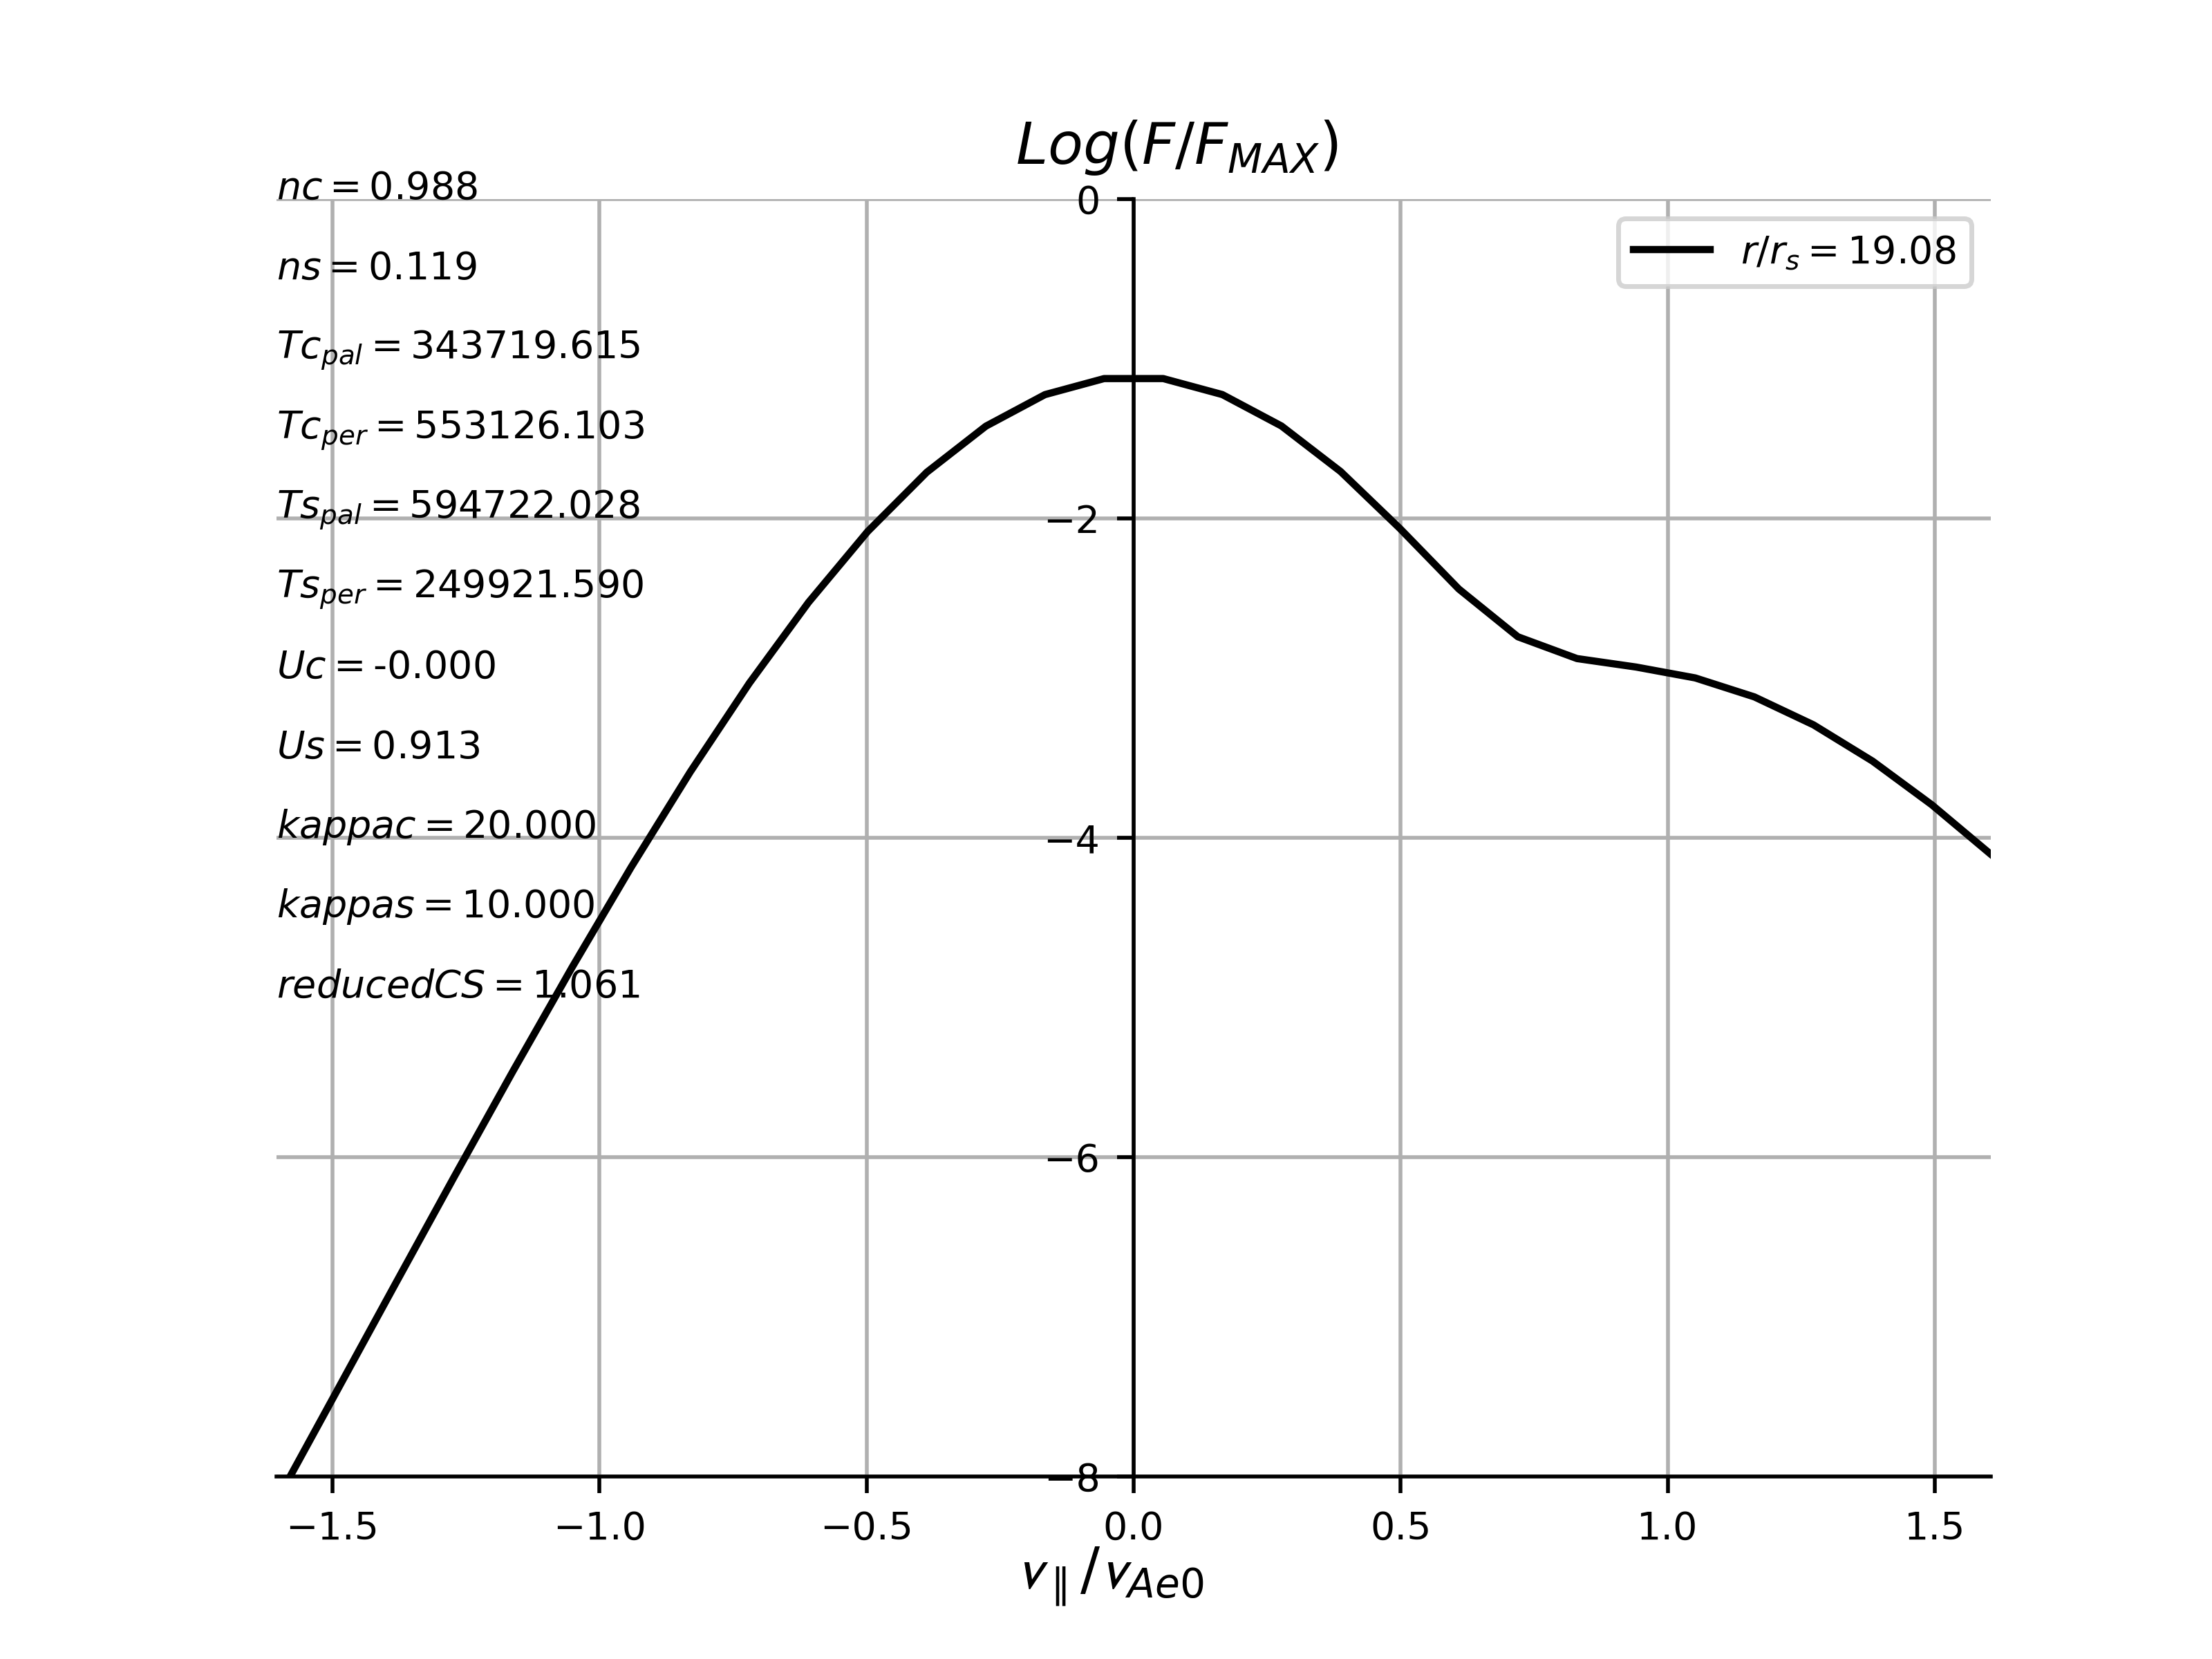 Log(F/F_MAX)
nc = 0.988
ns = 0.119
Tc_pal = 343719.615
Tc_per = 553126.103
Ts_pal = 594722.028
Ts_per = 249921.590
Uc = -0.000
Us = 0.913
kappac = 20.000
kappas = 10.000
reducedCS = 1.061
r/r_s = 19.08
0
−2
−4
−6
−8
−1.5 −1.0 −0.5 0.0 0.5 1.0 1.5
v_∥/v_Ae0